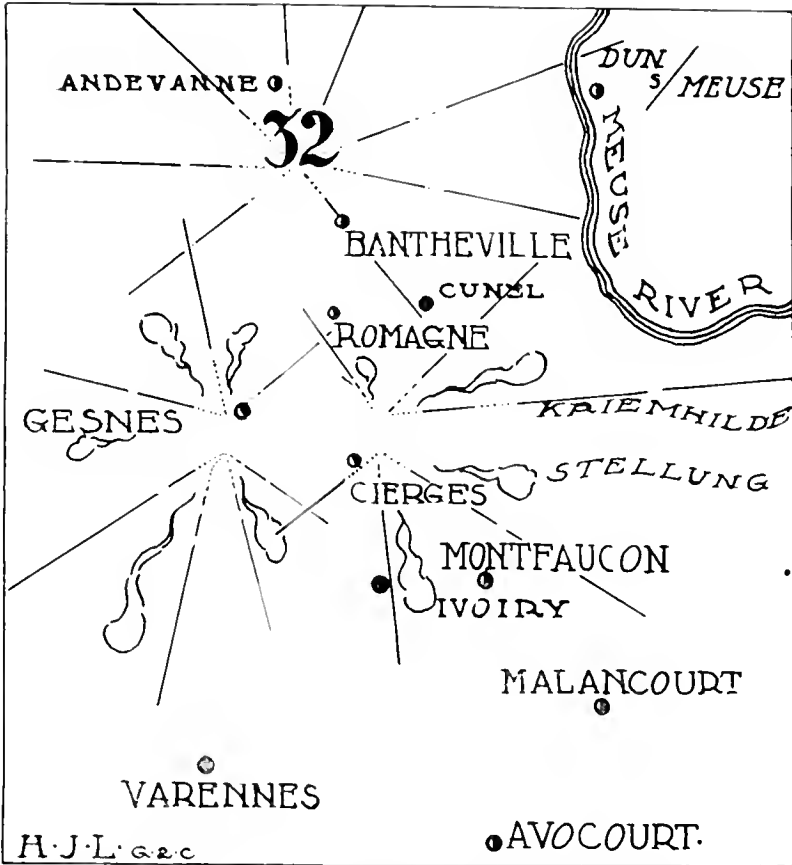 DUN
S/MEUSE
ANDEVANNE
32
MEUSE
RIVER
BANTHEVILLE
CUNEL
ROMAGNE
KRIEMHILDE
GESNES
STELLUNG
CIERGES
MONTFAUCON
IVOIRY
MALANCOURT
VARENNES
AVOCOURT.
H·J·L· G&C